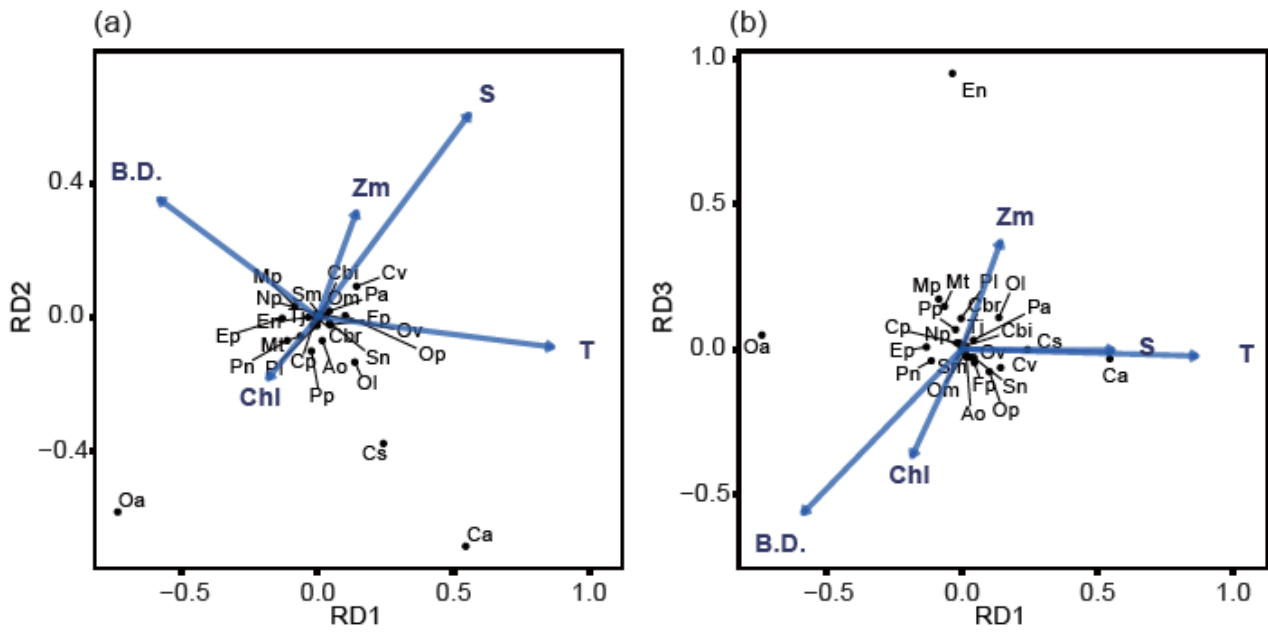 (a)
S
B.D.
0.4
Zm
Mp
Cbi
Cv
Sm
Np
Om
Pa
RD2
0.0
En
Tj
Ep
Ep
Cbr
Ov
Mt
Cp
Sn
Op
T
Pn
Pl
Ao
Ol
Chl
Pp
−0.4
Cs
Oa
Ca
−0.5
0.0
0.5
1.0
RD1
(b)
1.0
En
0.5
Zm
Mp
Mt
Pl
Ol
Cbr
Pa
Pp
RD3
Cp
Np
Tj
Cbi
Cs
Oa
0.0
Ep
Ov
S
T
Pn
Sm
Cv
Ca
Om
Ep
Sn
Ao
Op
Chl
−0.5
B.D.
−0.5
0.0
0.5
1.0
RD1